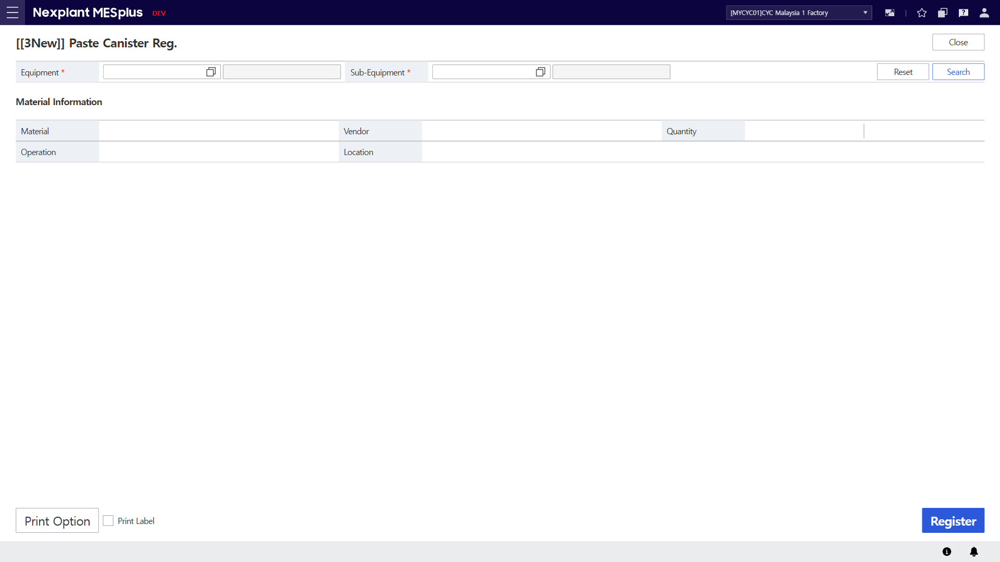 Nexplant MESplus DEV
[MYCYC01]CYC Malaysia 1 Factory
[[3New]] Paste Canister Reg.
Close
Equipment *
Sub-Equipment *
Reset
Search
Material Information
Material
Vendor
Quantity
Operation
Location
Print Option
Print Label
Register